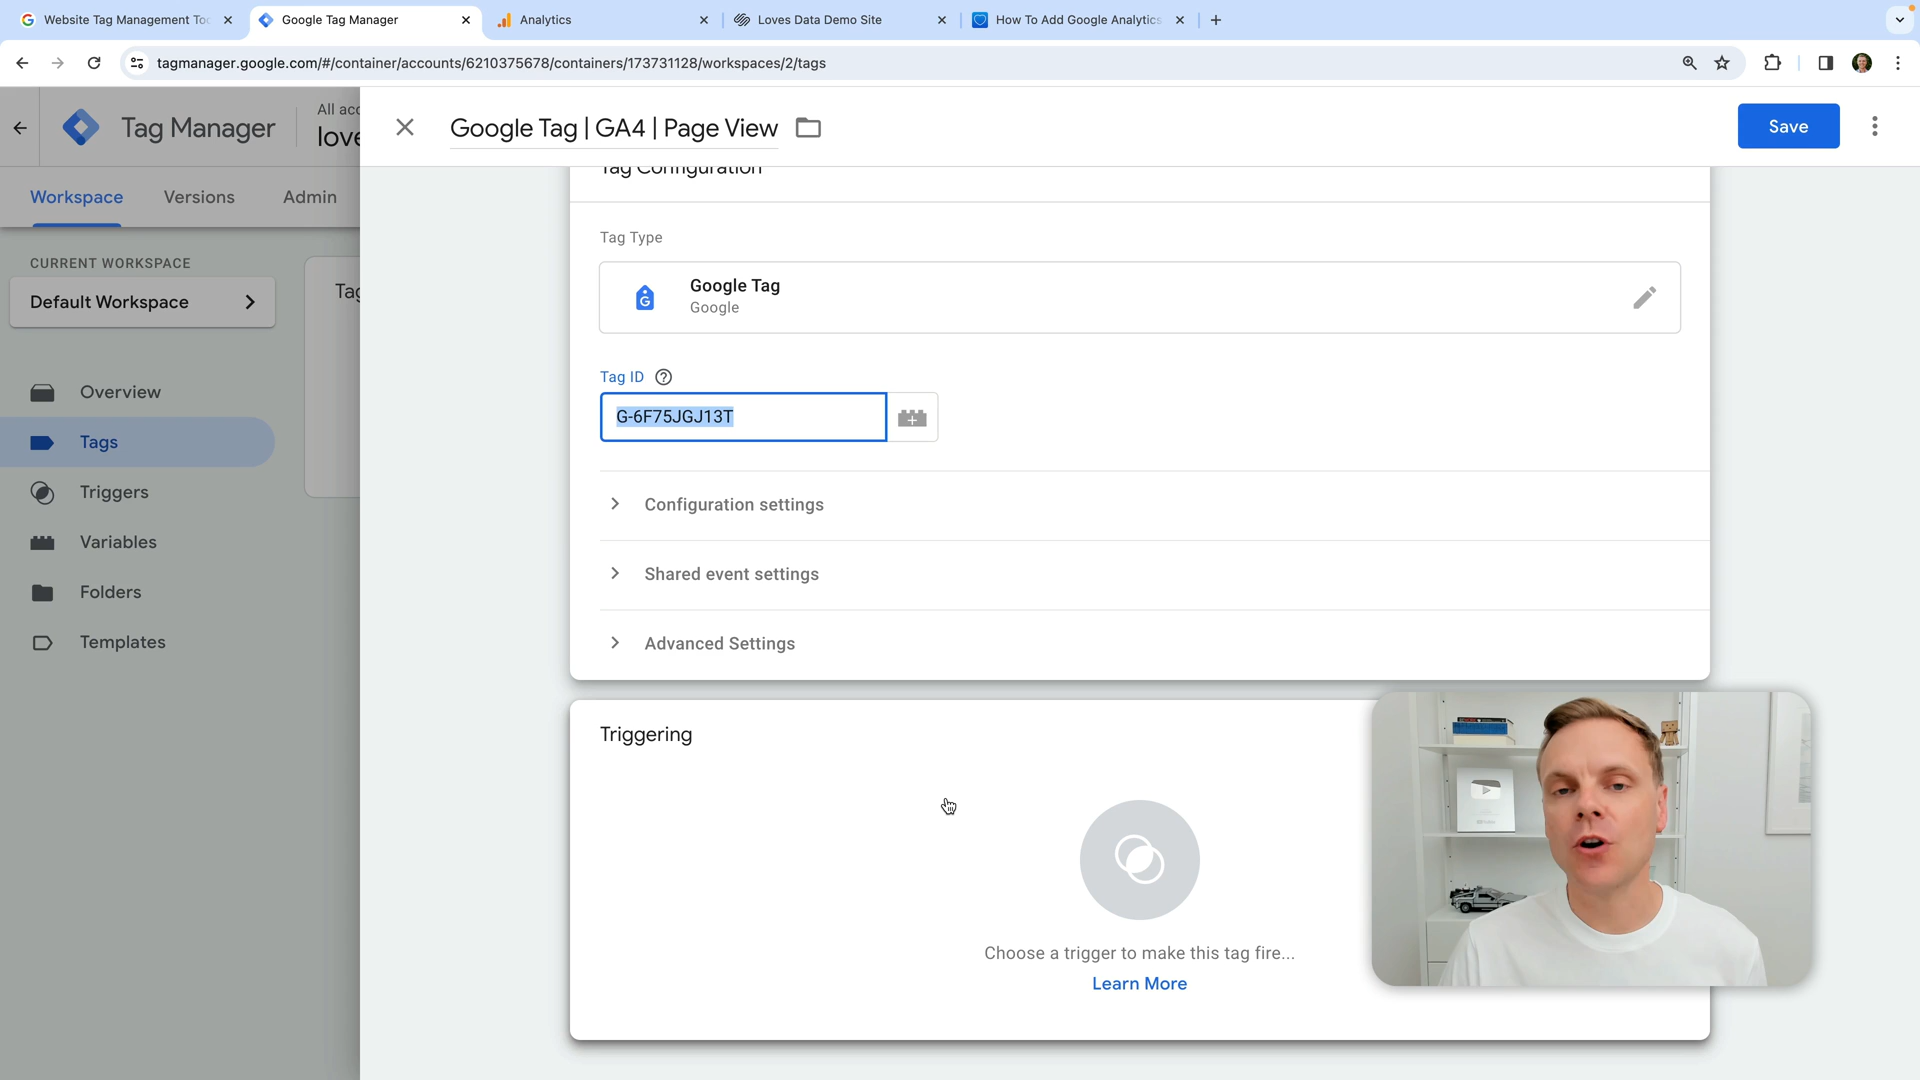 Website Tag Management Too
Google Tag Manager
Analytics
Loves Data Demo Site
How To Add Google Analytics
tagmanager.google.com/#/container/accounts/6210375678/containers/173731128/workspaces/2/tags
Tag Manager
All acc
love
Google Tag | GA4 | Page View
Save
Workspace
Versions
Admin
CURRENT WORKSPACE
Default Workspace
Overview
Tags
Triggers
Variables
Folders
Templates
Tag
Tag Configuration
Tag Type
Google Tag
Google
Tag ID
G-6F75JGJ13T
Configuration settings
Shared event settings
Advanced Settings
Triggering
Choose a trigger to make this tag fire...
Learn More